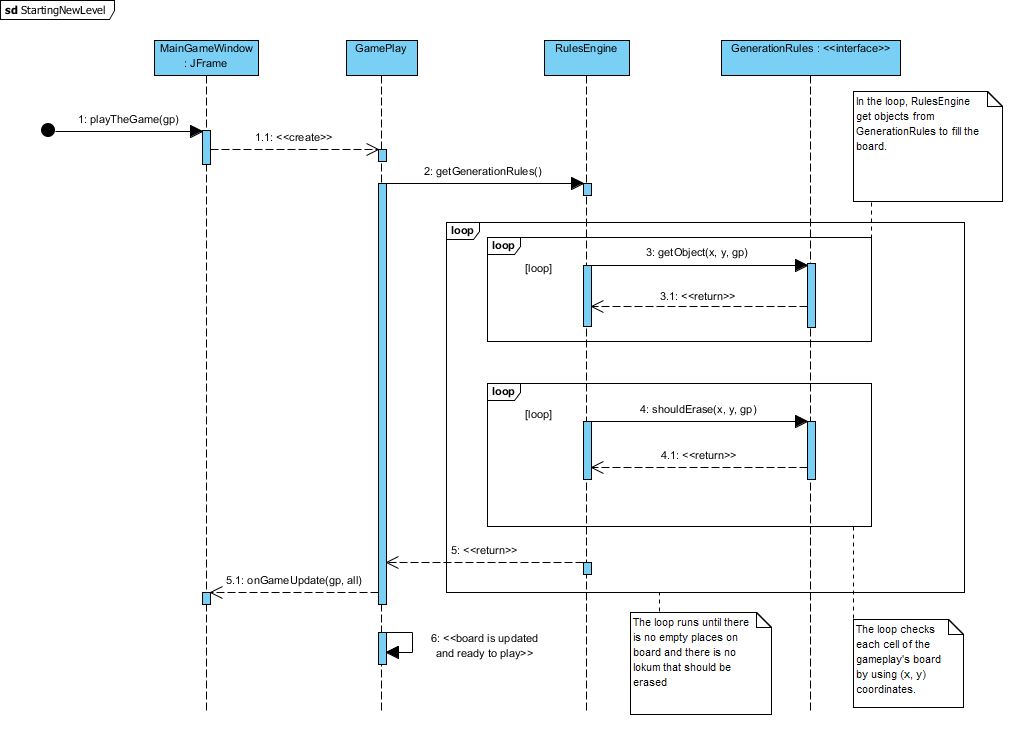 sd StartingNewLevel
MainGameWindow
: JFrame
GamePlay
RulesEngine
GenerationRules : <<interface>>
In the loop, RulesEngine
get objects from
GenerationRules to fill the
board.
1: playTheGame(gp)
1.1: <<create>>
2: getGenerationRules()
loop
loop
[loop]
3: getObject(x, y, gp)
3.1: <<return>>
loop
[loop]
4: shouldErase(x, y, gp)
4.1: <<return>>
5: <<return>>
5.1: onGameUpdate(gp, all)
6: <<board is updated
and ready to play>>
The loop runs until there
is no empty places on
board and there is no
lokum that should be
erased
The loop checks
each cell of the
gameplay's board
by using (x, y)
coordinates.